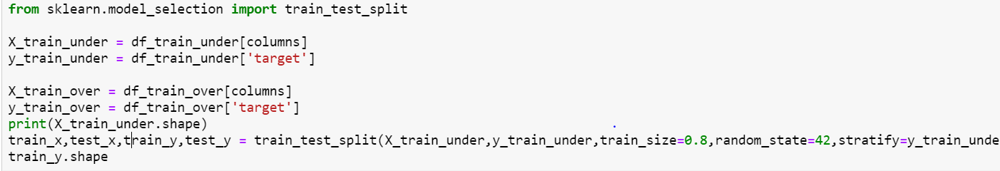 from sklearn.model_selection import train_test_split
X_train_under = df_train_under[columns]
y_train_under = df_train_under['target']
X_train_over = df_train_over[columns]
y_train_over = df_train_over['target']
print(X_train_under.shape)
train_x,test_x,train_y,test_y = train_test_split(X_train_under,y_train_under,train_size=0.8,random_state=42,stratify=y_train_unde
train_y.shape